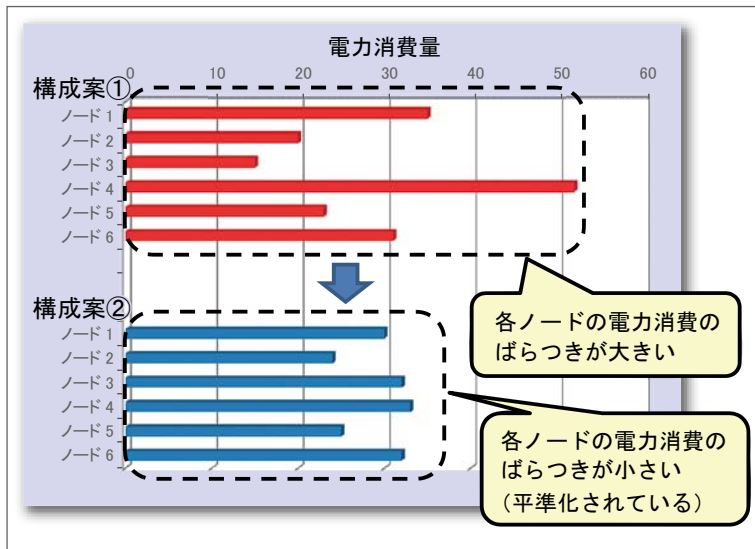 電力消費量
0 10 20 30 40 50 60
構成案①
ノード 1
ノード 2
ノード 3
ノード 4
ノード 5
ノード 6
各ノードの電力消費の
ばらつきが大きい
構成案②
ノード 1
ノード 2
ノード 3
ノード 4
ノード 5
ノード 6
各ノードの電力消費の
ばらつきが小さい
（平準化されている）